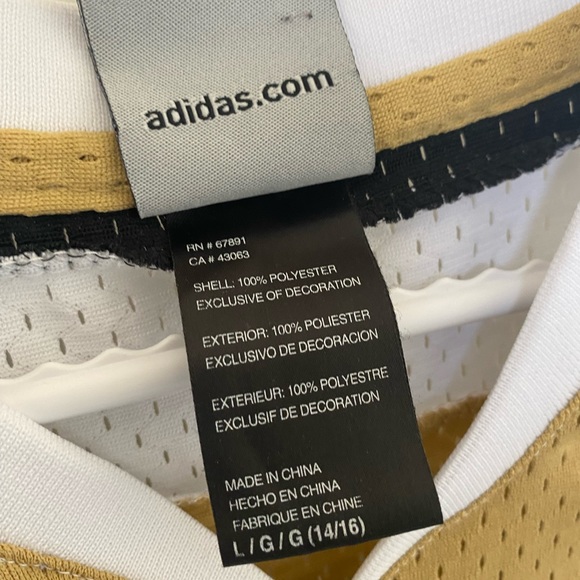 adidas.com
RN # 67891
CA # 43063
SHELL: 100% POLYESTER
EXCLUSIVE OF DECORATION
EXTERIOR: 100% POLIESTER
EXCLUSIVO DE DECORACION
EXTERIEUR: 100% POLYESTRE
EXCLUSIF DE DECORATION
MADE IN CHINA
HECHO EN CHINA
FABRIQUE EN CHINE
L / G / G (14/16)